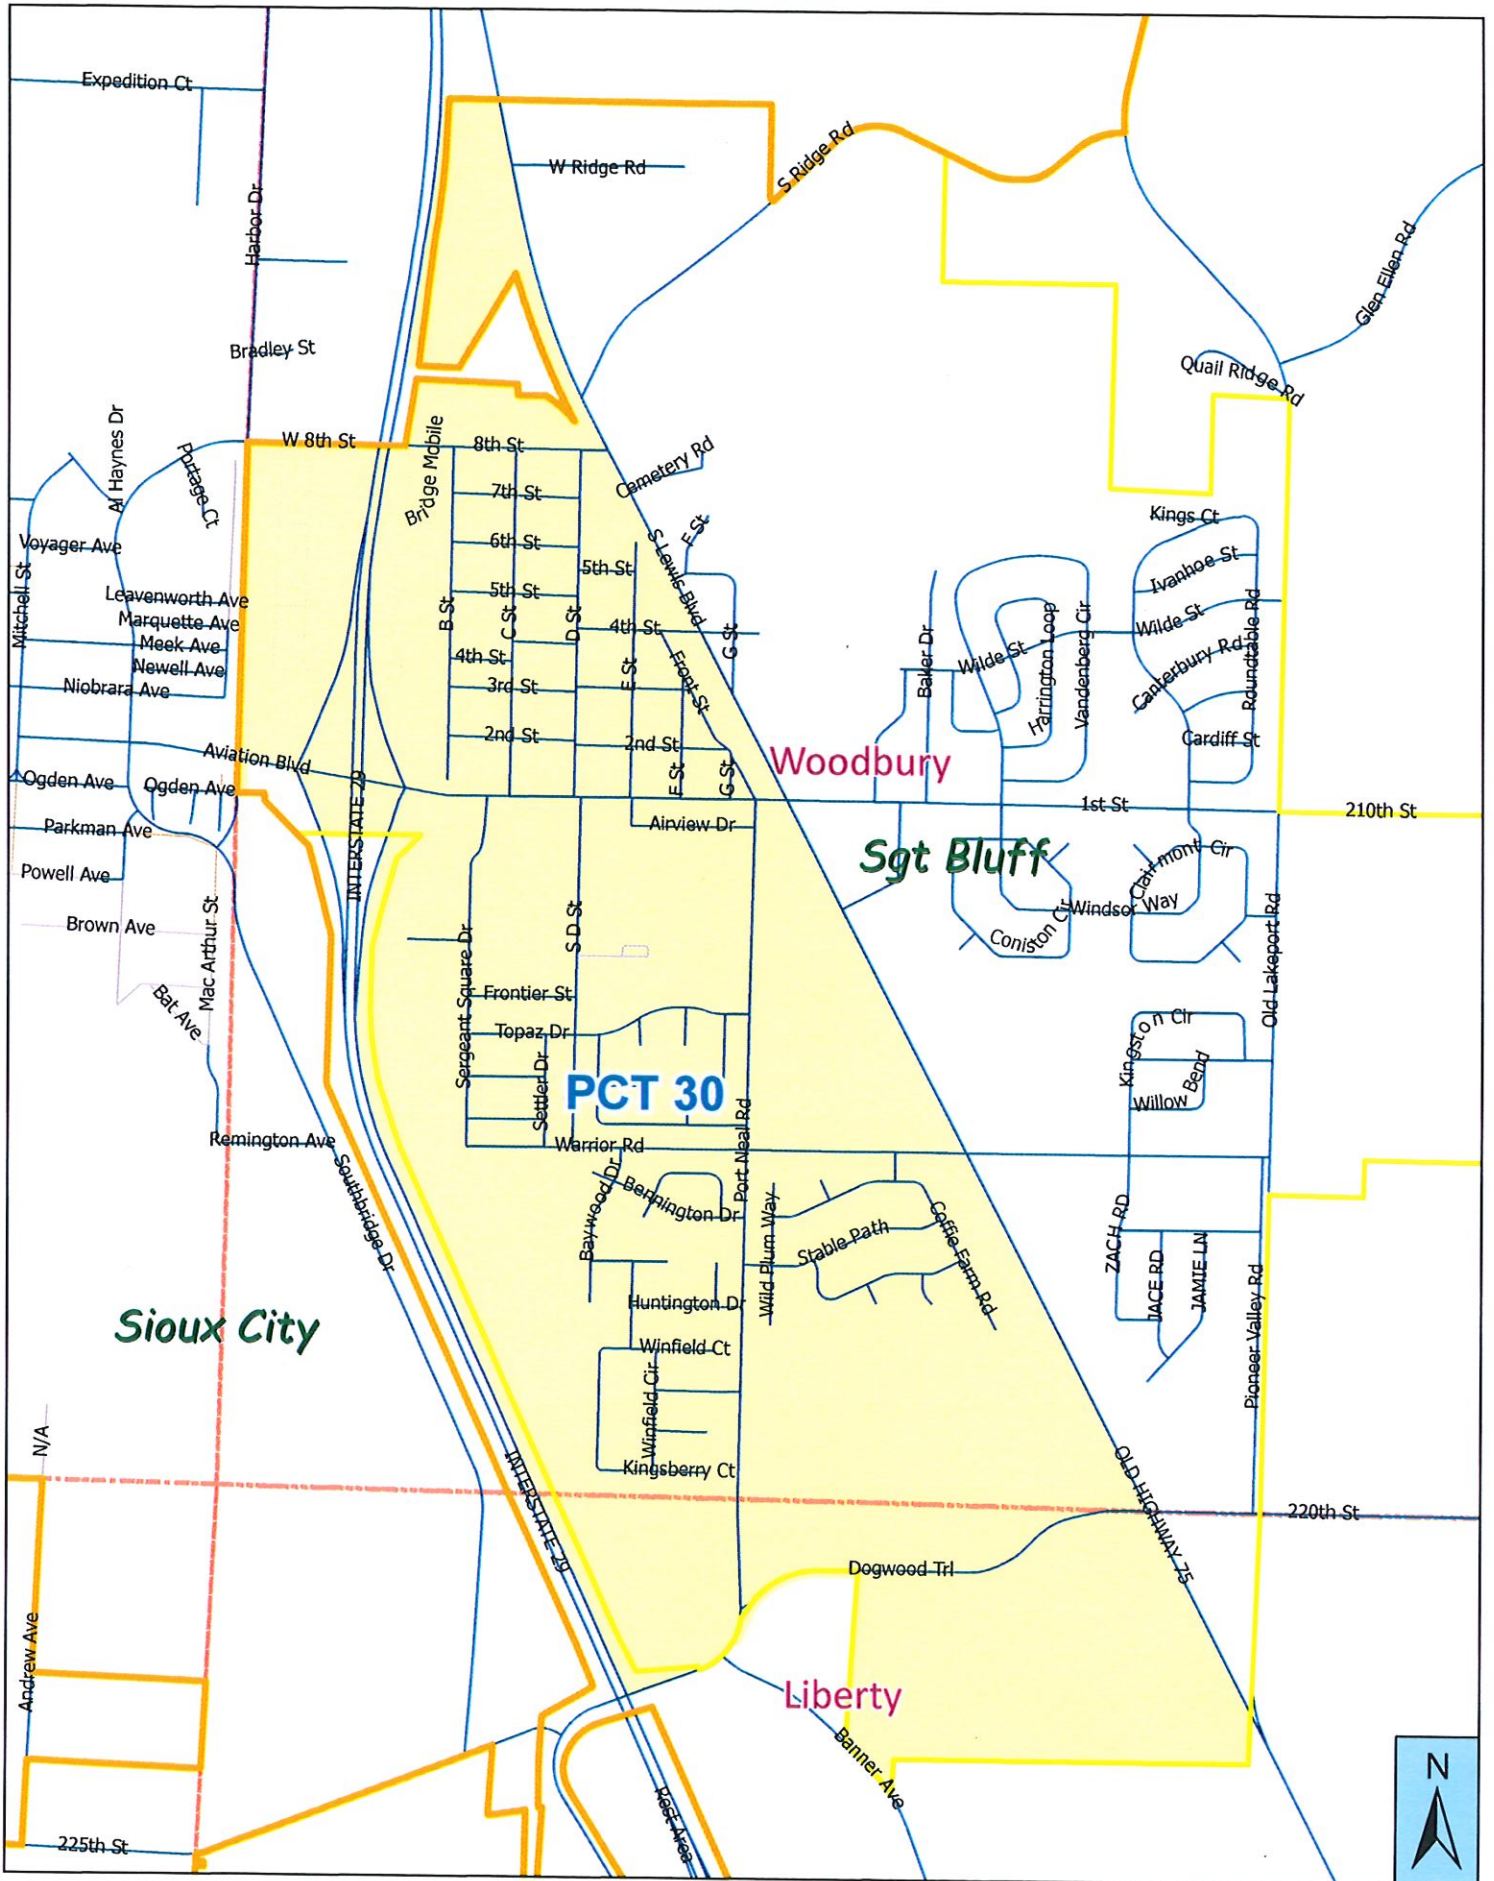 Expedition Ct
W Ridge Rd
S Ridge Rd
Harbor Dr
Glen Ellen Rd
Bradley St
Quail Ridge Rd
Al Haynes Dr
Portage Ct
W 8th St
Bridge Mobile
8th St
Cemetery Rd
7th St
Kings Ct
F St
Voyager Ave
6th St
S Lewis Blvd
Ivanhoe St
5th St
Mitchell St
Leavenworth Ave
5th St
Marquette Ave
B St
C St
D St
4th St
G St
Wilde St
Roundtable Rd
Meek Ave
4th St
Baker Dr
Wilde St
Harrington Loop
Vandenberg Cir
Canterbury Rd
Newell Ave
E St
Front St
Niobrara Ave
3rd St
2nd St
2nd St
Cardiff St
Aviation Blvd
Woodbury
Ogden Ave
Ogden Ave
F St
G St
1st St
210th St
Parkman Ave
INTERSTATE 29
Airview Dr
Sgt Bluff
Clairmont Cir
Powell Ave
Windsor Way
Brown Ave
Mac Arthur St
S D St
Coniston Cir
Old Lakeport Rd
Sergeant Square Dr
Bat Ave
Frontier St
Topaz Dr
Kingston Cir
Settler Dr
PCT 30
Willow Bend
Remington Ave
Warrior Rd
Port Neal Rd
Southbridge Dr
Baywood Dr
Bennington Dr
Wild Plum Way
Stable Path
Coffie Farm Rd
ZACH RD
JACE RD
JAMIE LN
Pioneer Valley Rd
Sioux City
Huntington Dr
Winfield Ct
Winfield Cir
N/A
Kingsberry Ct
INTERSTATE 29
OLD HIGHWAY 75
220th St
Dogwood Trl
Andrew Ave
Liberty
Banner Ave
Rest Area
225th St
N